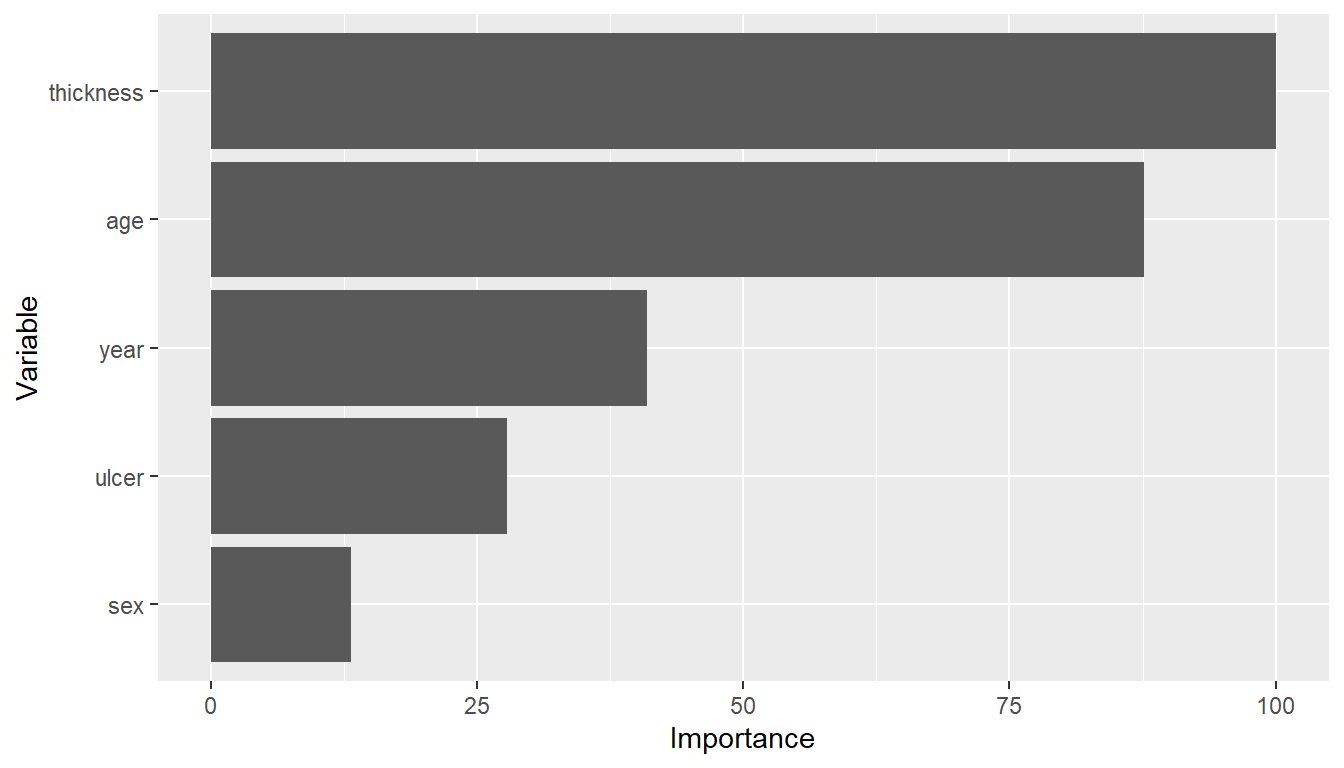 thickness
age
year
ulcer
sex
Variable
0 25 50 75 100
Importance